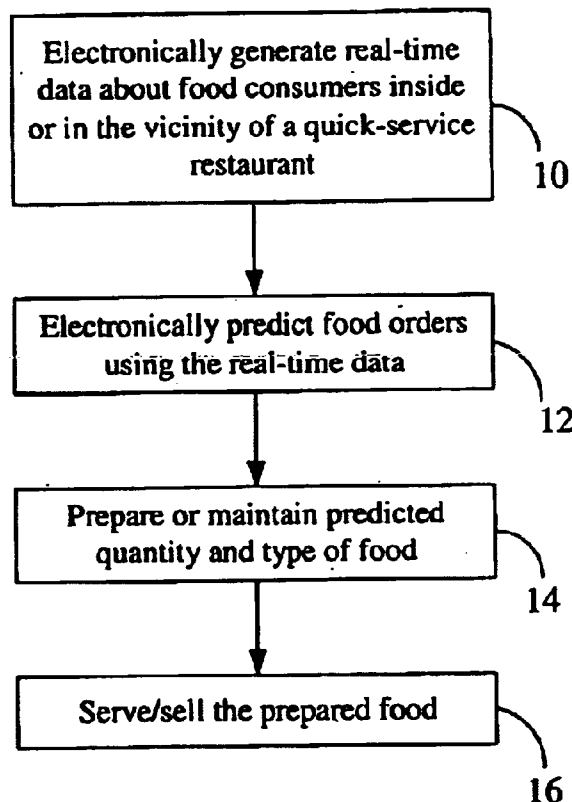 Electronically generate real-time
data about food consumers inside
or in the vicinity of a quick-service
restaurant
10
Electronically predict food orders
using the real-time data
12
Prepare or maintain predicted
quantity and type of food
14
Serve/sell the prepared food
16